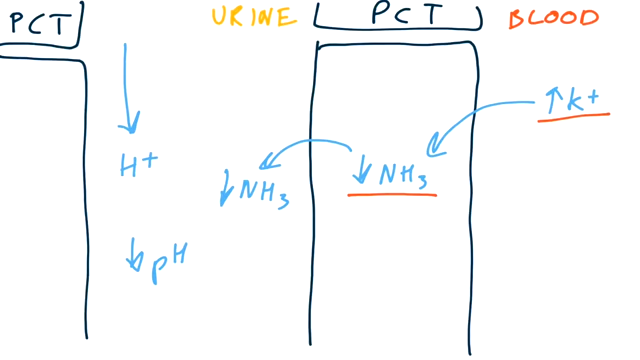 PCT
URINE
PCT
BLOOD
↑ K+
H+
↓ NH3
↓ NH3
↓ pH